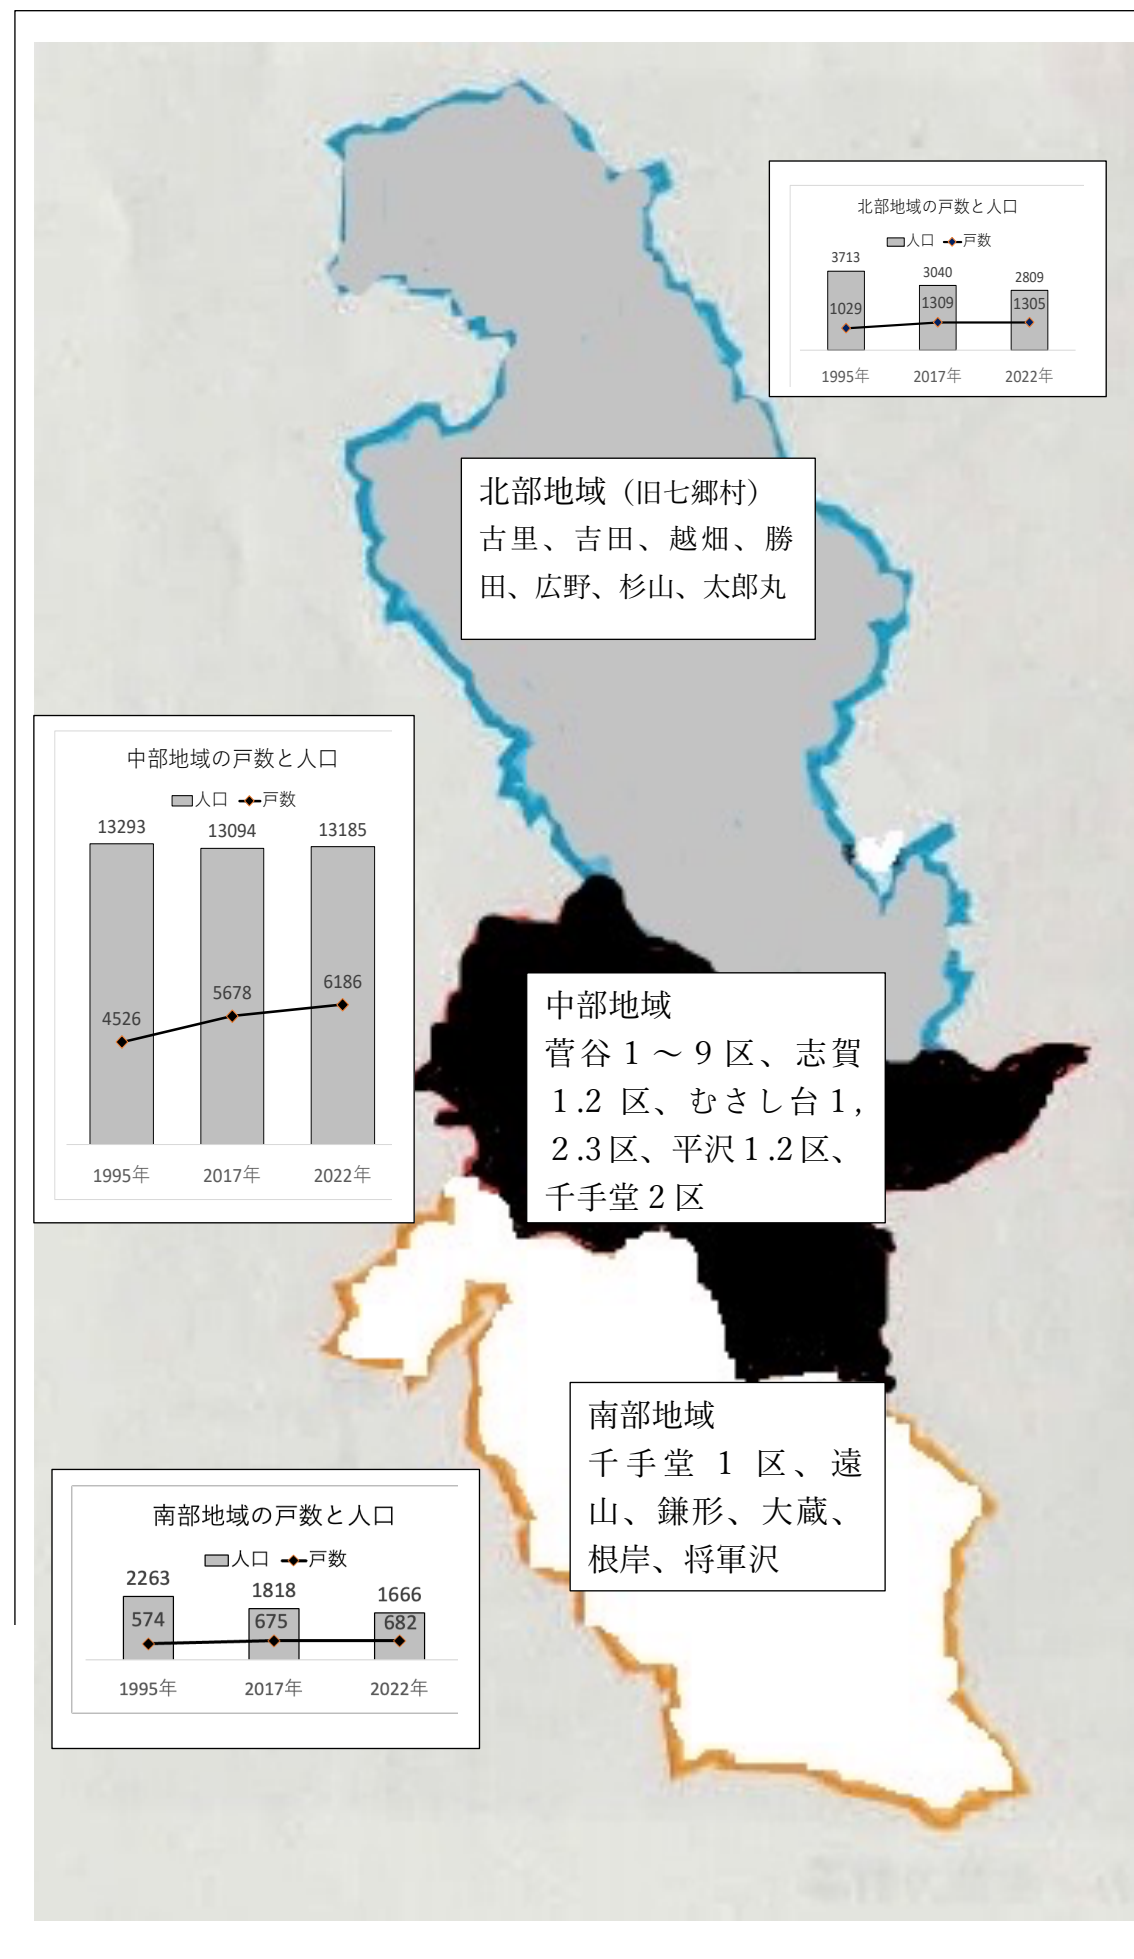 北部地域の戸数と人口
人口 戸数
3713 3040 2809
1029 1309 1305
1995年 2017年 2022年
北部地域（旧七郷村）
古里、吉田、越畑、勝
田、広野、杉山、太郎丸
中部地域の戸数と人口
人口 戸数
13293 13094 13185
4526 5678 6186
1995年 2017年 2022年
中部地域
菅谷１～９区、志賀
１.２ 区、むさし台１,
２.３区、平沢１.２区、
千手堂２区
南部地域
千手堂 １ 区、遠
山、鎌形、大蔵、
根岸、将軍沢
南部地域の戸数と人口
人口 戸数
2263 1818 1666
574 675 682
1995年 2017年 2022年